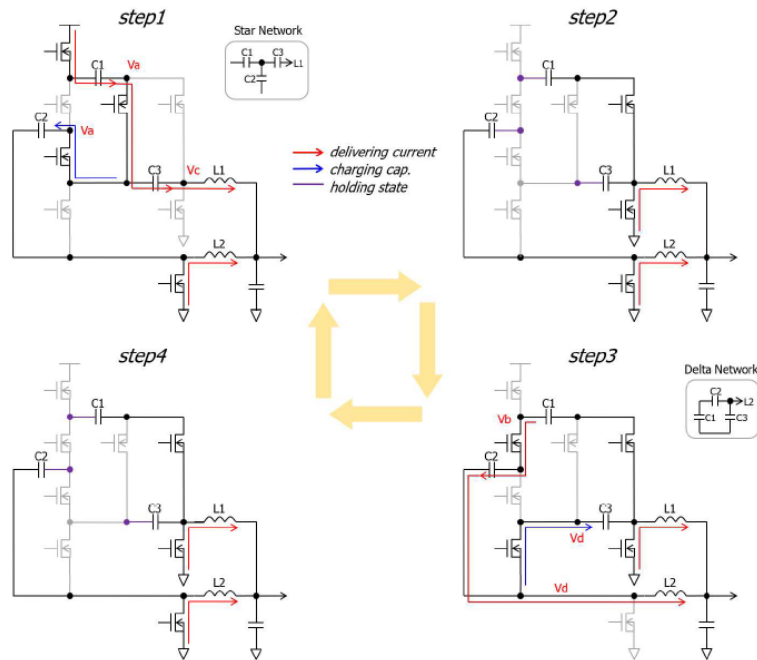 step1
Star Network
C1
C3
L1
C2
C1
Va
C2
Va
C3
Vc
L1
L2
delivering current
charging cap.
holding state
step2
C1
C2
C3
L1
L2
step4
C1
C2
C3
L1
L2
step3
Delta Network
C2
L2
C1
C3
C1
Vb
C2
C3
L1
Vd
Vd
L2